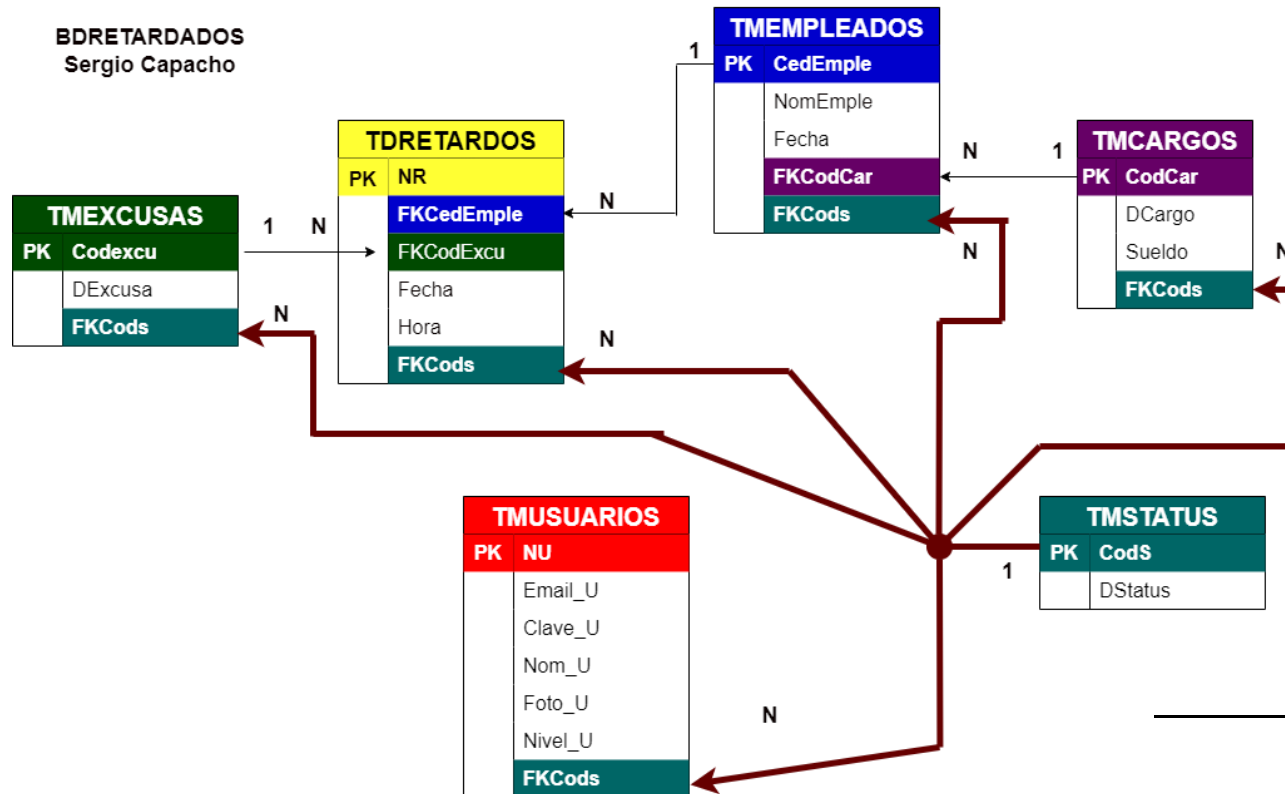 BDRETARDADOS
Sergio Capacho
TMEMPLEADOS
PK CedEmple
NomEmple
Fecha
FKCodCar
FKCods
1
N
N
1
N
TDRETARDOS
PK NR
FKCedEmple
FKCodExcu
Fecha
Hora
FKCods
N
TMCARGOS
PK CodCar
DCargo
Sueldo
FKCods
N
TMEXCUSAS
PK Codexcu
DExcusa
FKCods
1 N
N
TMUSUARIOS
PK NU
Email_U
Clave_U
Nom_U
Foto_U
Nivel_U
FKCods
N
TMSTATUS
PK CodS
DStatus
1